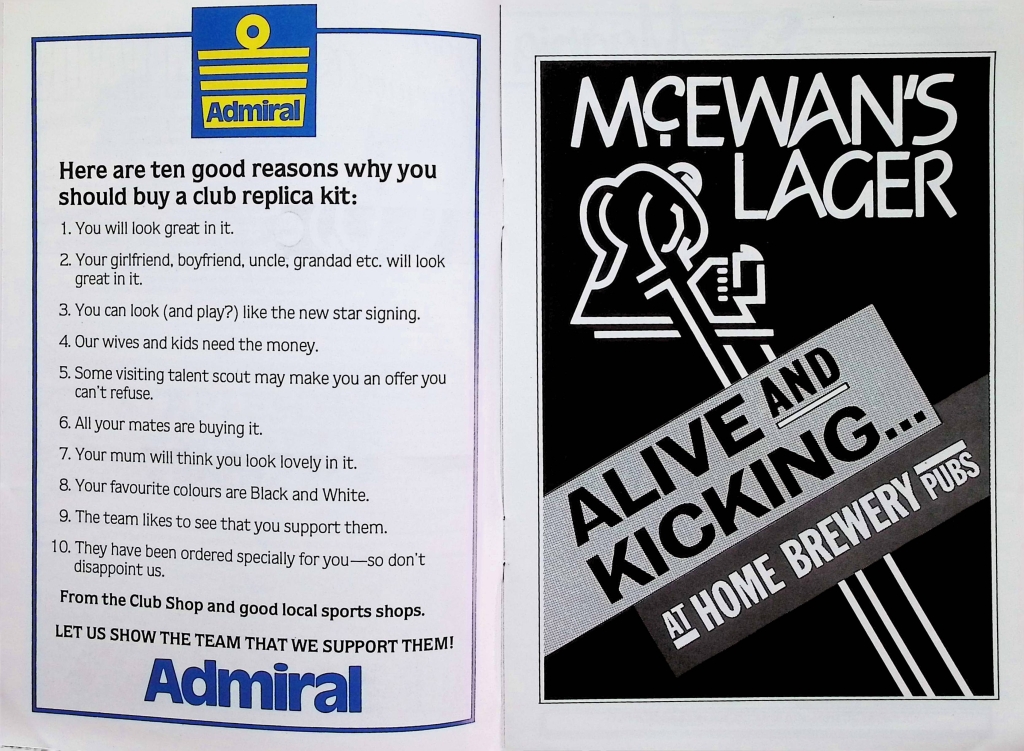 Admiral
Here are ten good reasons why you
should buy a club replica kit:
1. You will look great in it.
2. Your girlfriend, boyfriend, uncle, grandad etc. will look
great in it.
3. You can look (and play?) like the new star signing.
4. Our wives and kids need the money.
5. Some visiting talent scout may make you an offer you
can't refuse.
6. All your mates are buying it.
7. Your mum will think you look lovely in it.
8. Your favourite colours are Black and White.
9. The team likes to see that you support them.
10. They have been ordered specially for you—so don't
disappoint us.
From the Club Shop and good local sports shops.
LET US SHOW THE TEAM THAT WE SUPPORT THEM!
Admiral
McEWAN'S
LAGER
ALIVE AND
KICKING...
AT HOME BREWERY PUBS